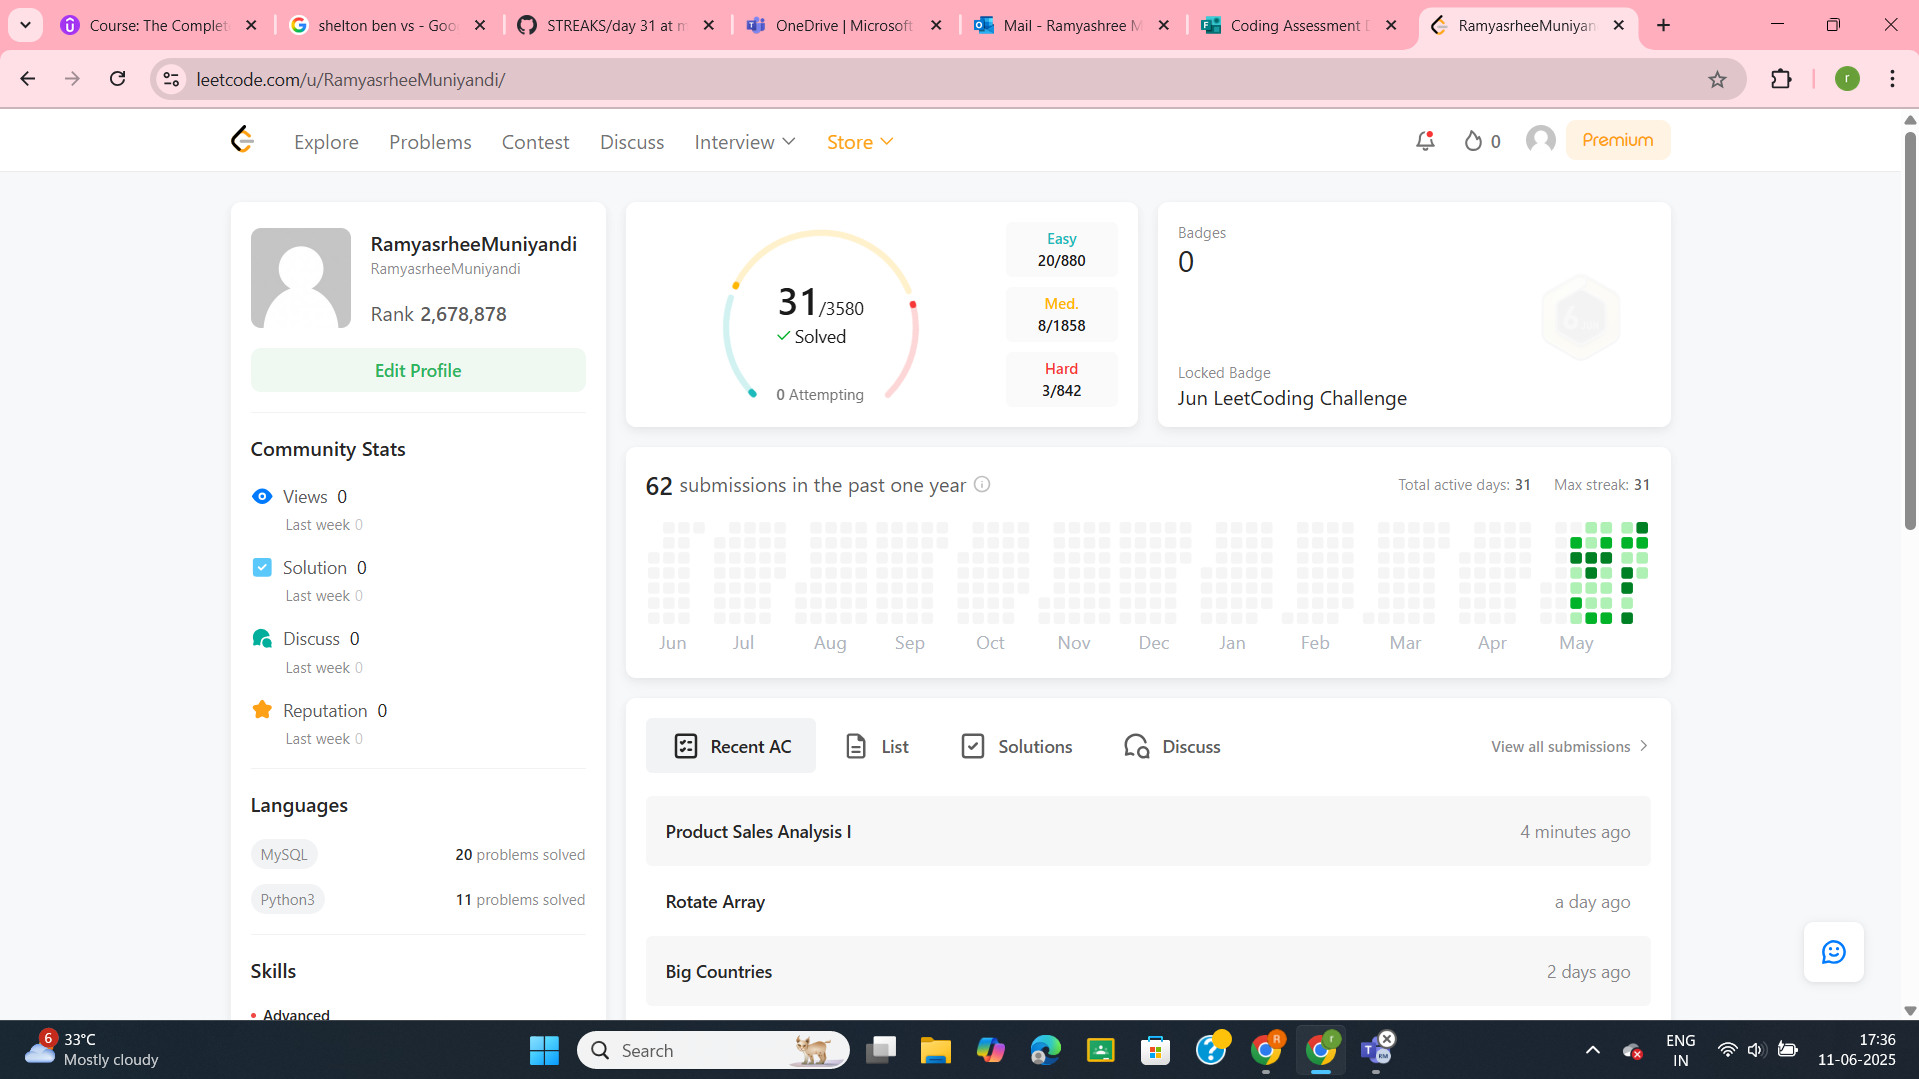 Course: The Complete
shelton ben vs - Goo
STREAKS/day 31 at m
OneDrive | Microsoft
Mail - Ramyashree M
Coding Assessment
RamyasrheeMuniyan
leetcode.com/u/RamyasrheeMuniyandi/
r
Explore
Problems
Contest
Discuss
Interview
Store
0
Premium
RamyasrheeMuniyandi
RamyasrheeMuniyandi
Rank 2,678,878
Edit Profile
Community Stats
Views 0
Last week 0
Solution 0
Last week 0
Discuss 0
Last week 0
Reputation 0
Last week 0
Languages
MySQL
20 problems solved
Python3
11 problems solved
Skills
Advanced
31/3580
Solved
0 Attempting
Easy
20/880
Med.
8/1858
Hard
3/842
Badges
0
Locked Badge
Jun LeetCoding Challenge
62 submissions in the past one year
Total active days: 31
Max streak: 31
Jun
Jul
Aug
Sep
Oct
Nov
Dec
Jan
Feb
Mar
Apr
May
Recent AC
List
Solutions
Discuss
View all submissions
Product Sales Analysis I
4 minutes ago
Rotate Array
a day ago
Big Countries
2 days ago
6
33°C
Mostly cloudy
Search
R
r
RM
ENG
IN
17:36
11-06-2025